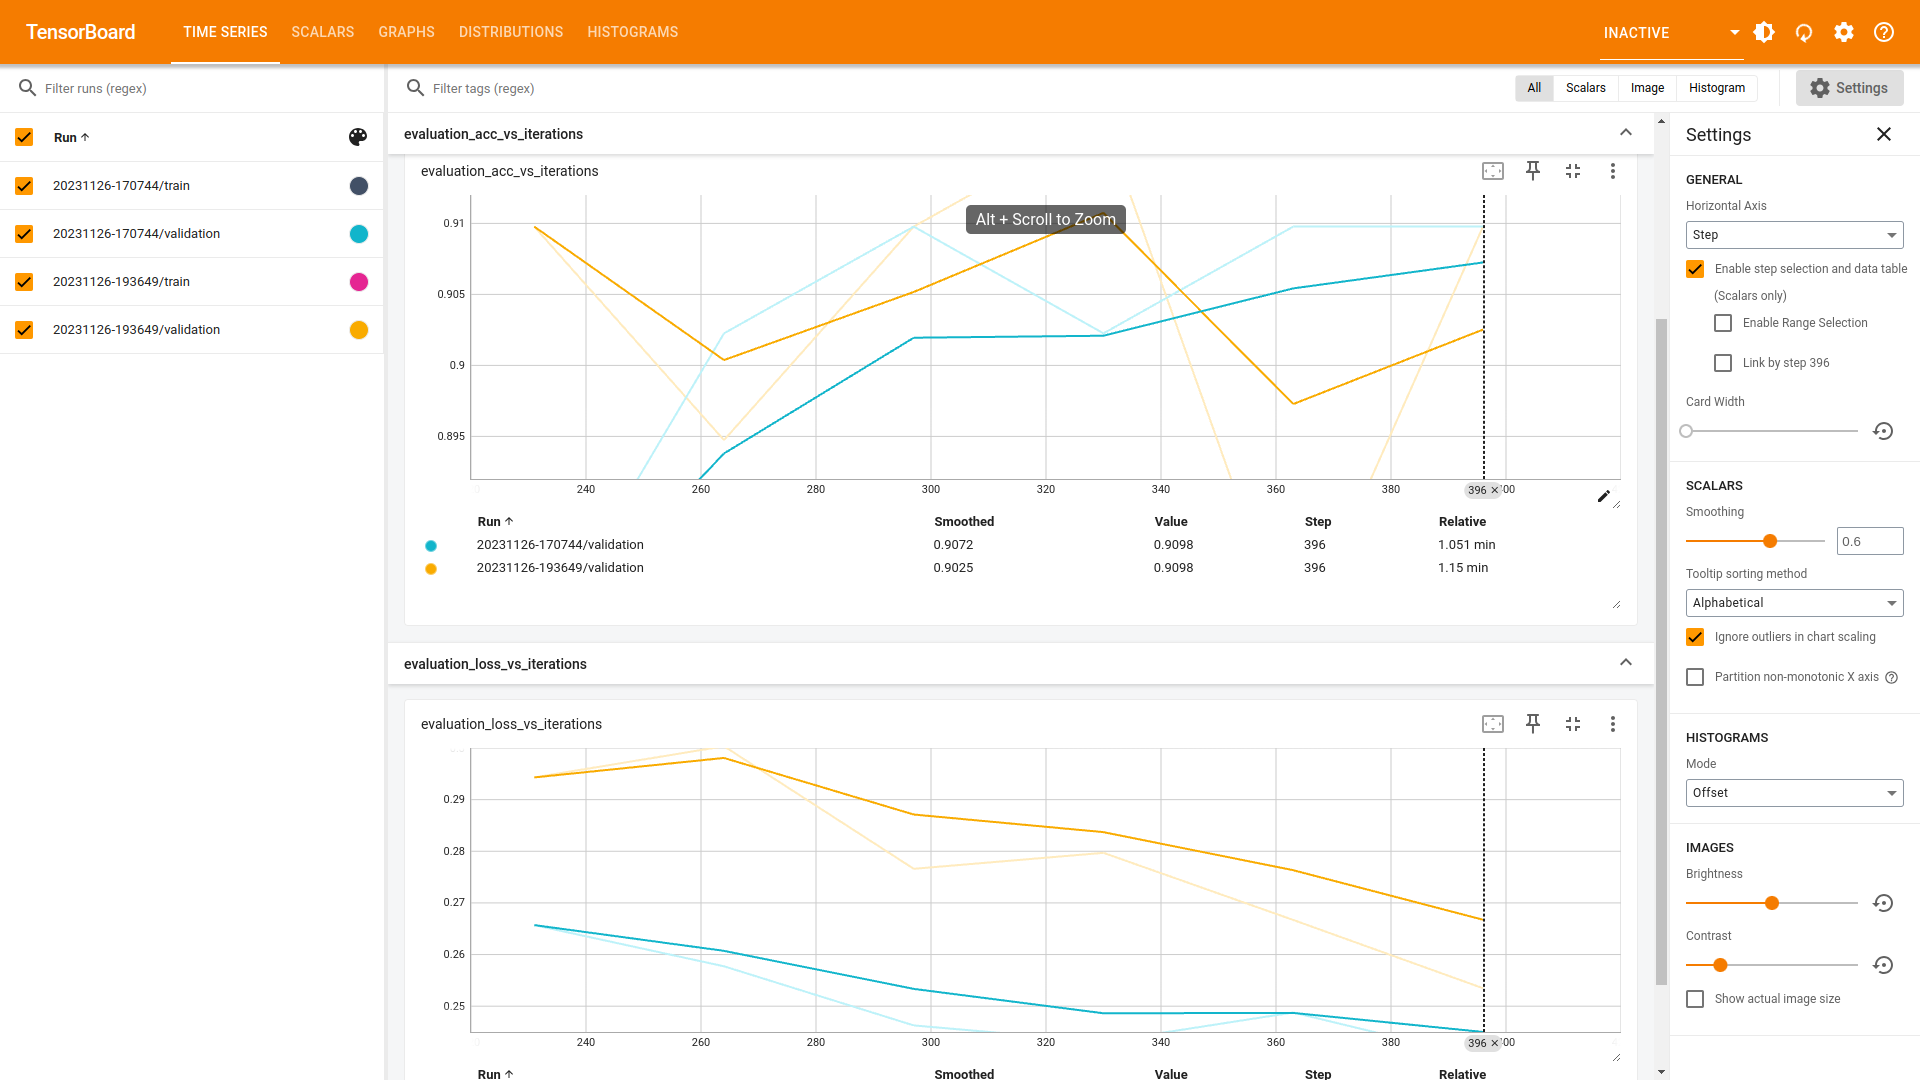 TensorBoard TIME SERIES SCALARS GRAPHS DISTRIBUTIONS HISTOGRAMS INACTIVE
Filter runs (regex)
Run
20231126-170744/train
20231126-170744/validation
20231126-193649/train
20231126-193649/validation
Filter tags (regex)
All Scalars Image Histogram Settings
evaluation_acc_vs_iterations
evaluation_acc_vs_iterations
Alt + Scroll to Zoom
0.91
0.905
0.9
0.895
240 260 280 300 320 340 360 380 396 × 00
Run Smoothed Value Step Relative
20231126-170744/validation 0.9072 0.9098 396 1.051 min
20231126-193649/validation 0.9025 0.9098 396 1.15 min
evaluation_loss_vs_iterations
evaluation_loss_vs_iterations
0.29
0.28
0.27
0.26
0.25
240 260 280 300 320 340 360 380 396 × 00
Run Smoothed Value Step Relative
Settings
GENERAL
Horizontal Axis
Step
Enable step selection and data table
(Scalars only)
Enable Range Selection
Link by step 396
Card Width
SCALARS
Smoothing
0.6
Tooltip sorting method
Alphabetical
Ignore outliers in chart scaling
Partition non-monotonic X axis
HISTOGRAMS
Mode
Offset
IMAGES
Brightness
Contrast
Show actual image size